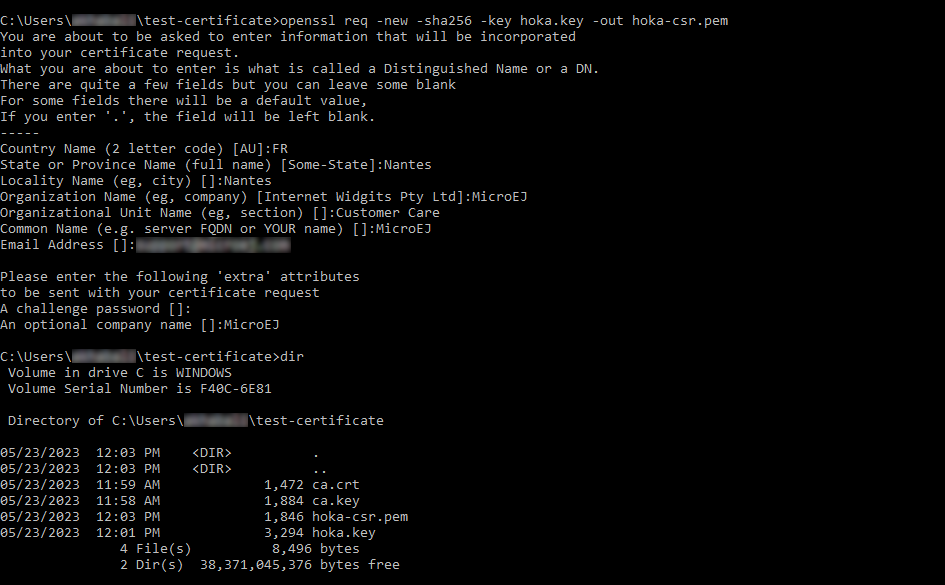 C:\Users\ \test-certificate>openssl req -new -sha256 -key hoka.key -out hoka-csr.pem
You are about to be asked to enter information that will be incorporated
into your certificate request.
What you are about to enter is what is called a Distinguished Name or a DN.
There are quite a few fields but you can leave some blank
For some fields there will be a default value,
If you enter '.', the field will be left blank.
-----
Country Name (2 letter code) [AU]:FR
State or Province Name (full name) [Some-State]:Nantes
Locality Name (eg, city) []:Nantes
Organization Name (eg, company) [Internet Widgits Pty Ltd]:MicroEJ
Organizational Unit Name (eg, section) []:Customer Care
Common Name (e.g. server FQDN or YOUR name) []:MicroEJ
Email Address []:
Please enter the following 'extra' attributes
to be sent with your certificate request
A challenge password []:
An optional company name []:MicroEJ
C:\Users\ \test-certificate>dir
Volume in drive C is WINDOWS
Volume Serial Number is F40C-6E81
Directory of C:\Users\ \test-certificate
05/23/2023  12:03 PM    <DIR>          .
05/23/2023  12:03 PM    <DIR>          ..
05/23/2023  11:59 AM             1,472 ca.crt
05/23/2023  11:58 AM             1,884 ca.key
05/23/2023  12:03 PM             1,846 hoka-csr.pem
05/23/2023  12:01 PM             3,294 hoka.key
4 File(s)          8,496 bytes
2 Dir(s)  38,371,045,376 bytes free